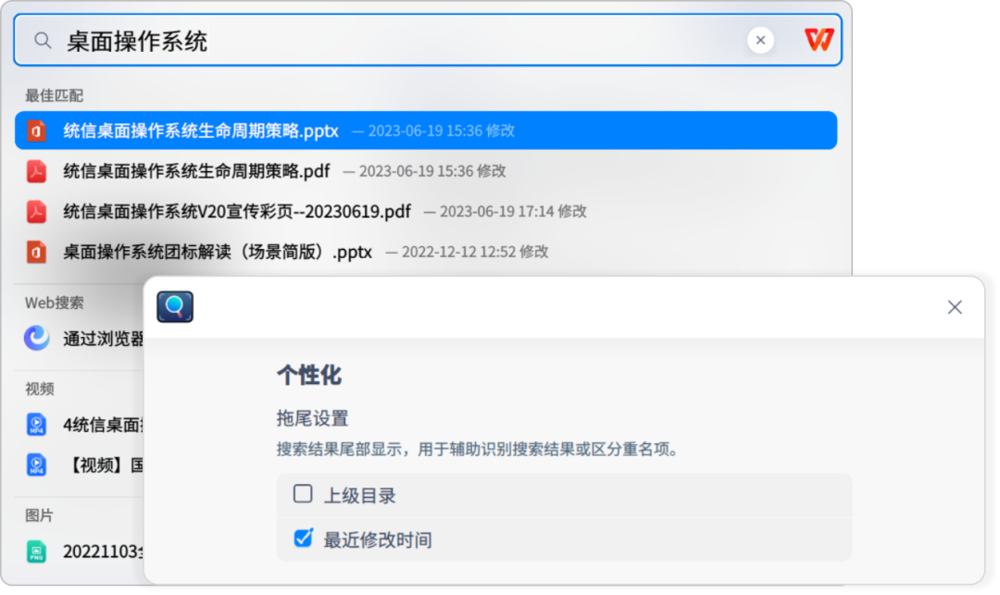 桌面操作系统
最佳匹配
统信桌面操作系统生命周期策略.pptx — 2023-06-19 15:36 修改
统信桌面操作系统生命周期策略.pdf — 2023-06-19 15:36 修改
统信桌面操作系统V20宣传彩页--20230619.pdf — 2023-06-19 17:14 修改
桌面操作系统团标解读（场景简版）.pptx — 2022-12-12 12:52 修改
Web搜索
通过浏览器
视频
MP4 4统信桌面
MP4 【视频】国
图片
PNG 20221103
个性化
拖尾设置
搜索结果尾部显示，用于辅助识别搜索结果或区分重名项。
上级目录
最近修改时间